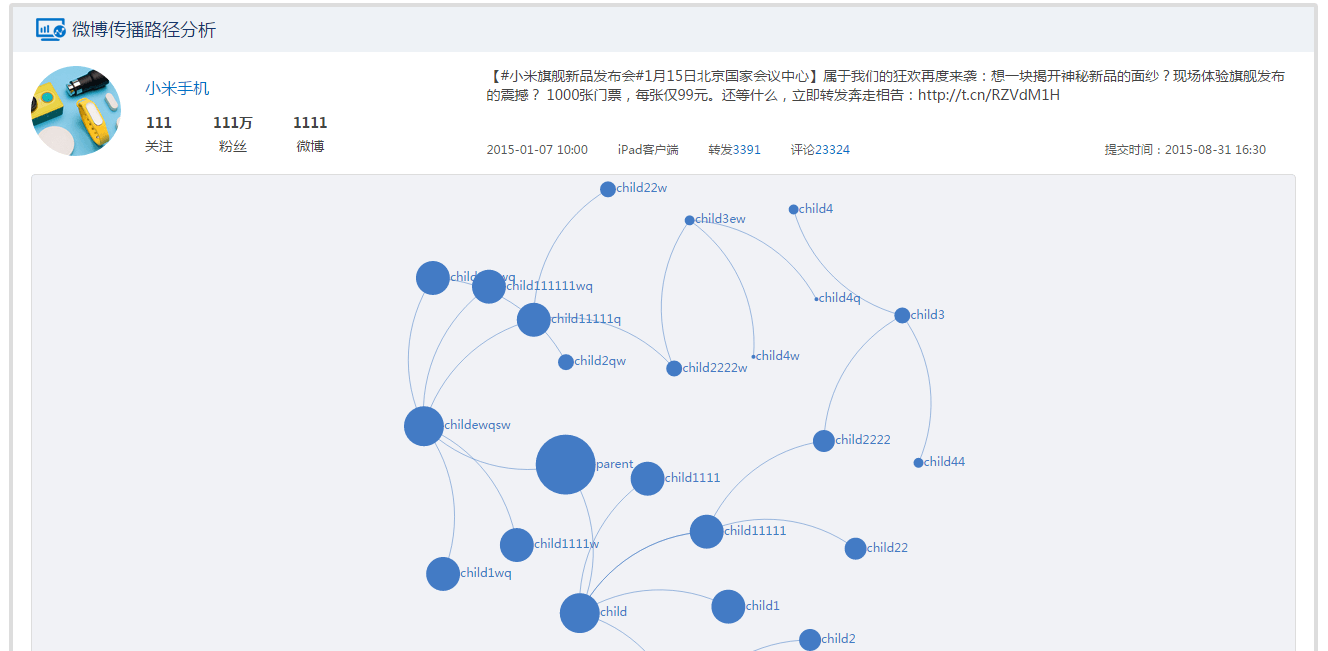 微博传播路径分析
小米手机
111 111万 1111
关注 粉丝 微博
【#小米旗舰新品发布会#1月15日北京国家会议中心】属于我们的狂欢再度来袭：想一块揭开神秘新品的面纱？现场体验旗舰发布
的震撼？ 1000张门票，每张仅99元。还等什么，立即转发奔走相告：http://t.cn/RZVdM1H
2015-01-07 10:00 iPad客户端 转发3391 评论23324 提交时间：2015-08-31 16:30
child22w
child4
child3ew
child111111wq
child4q
child3
child11111q
child4w
child2qw
child2222w
childewqsw
child2222
child44
parent
child1111
child11111
child1111w
child22
child1wq
child1
child
child2